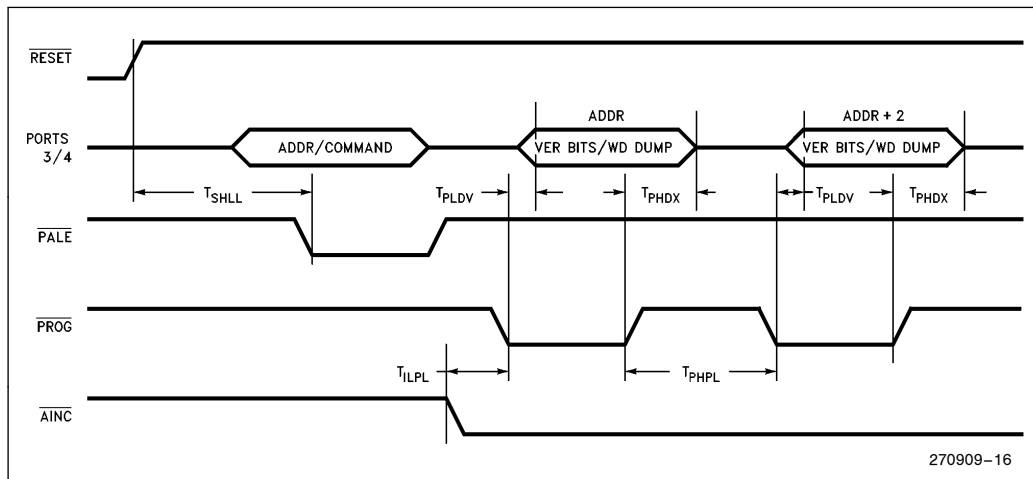 RESET
ADDR
ADDR + 2
PORTS
3/4
ADDR/COMMAND
VER BITS/WD DUMP
VER BITS/WD DUMP
TSHLL
TPLDV
TPHDX
TPLDV
TPHDX
PALE
PROG
TILPL
TPHPL
AINC
270909-16